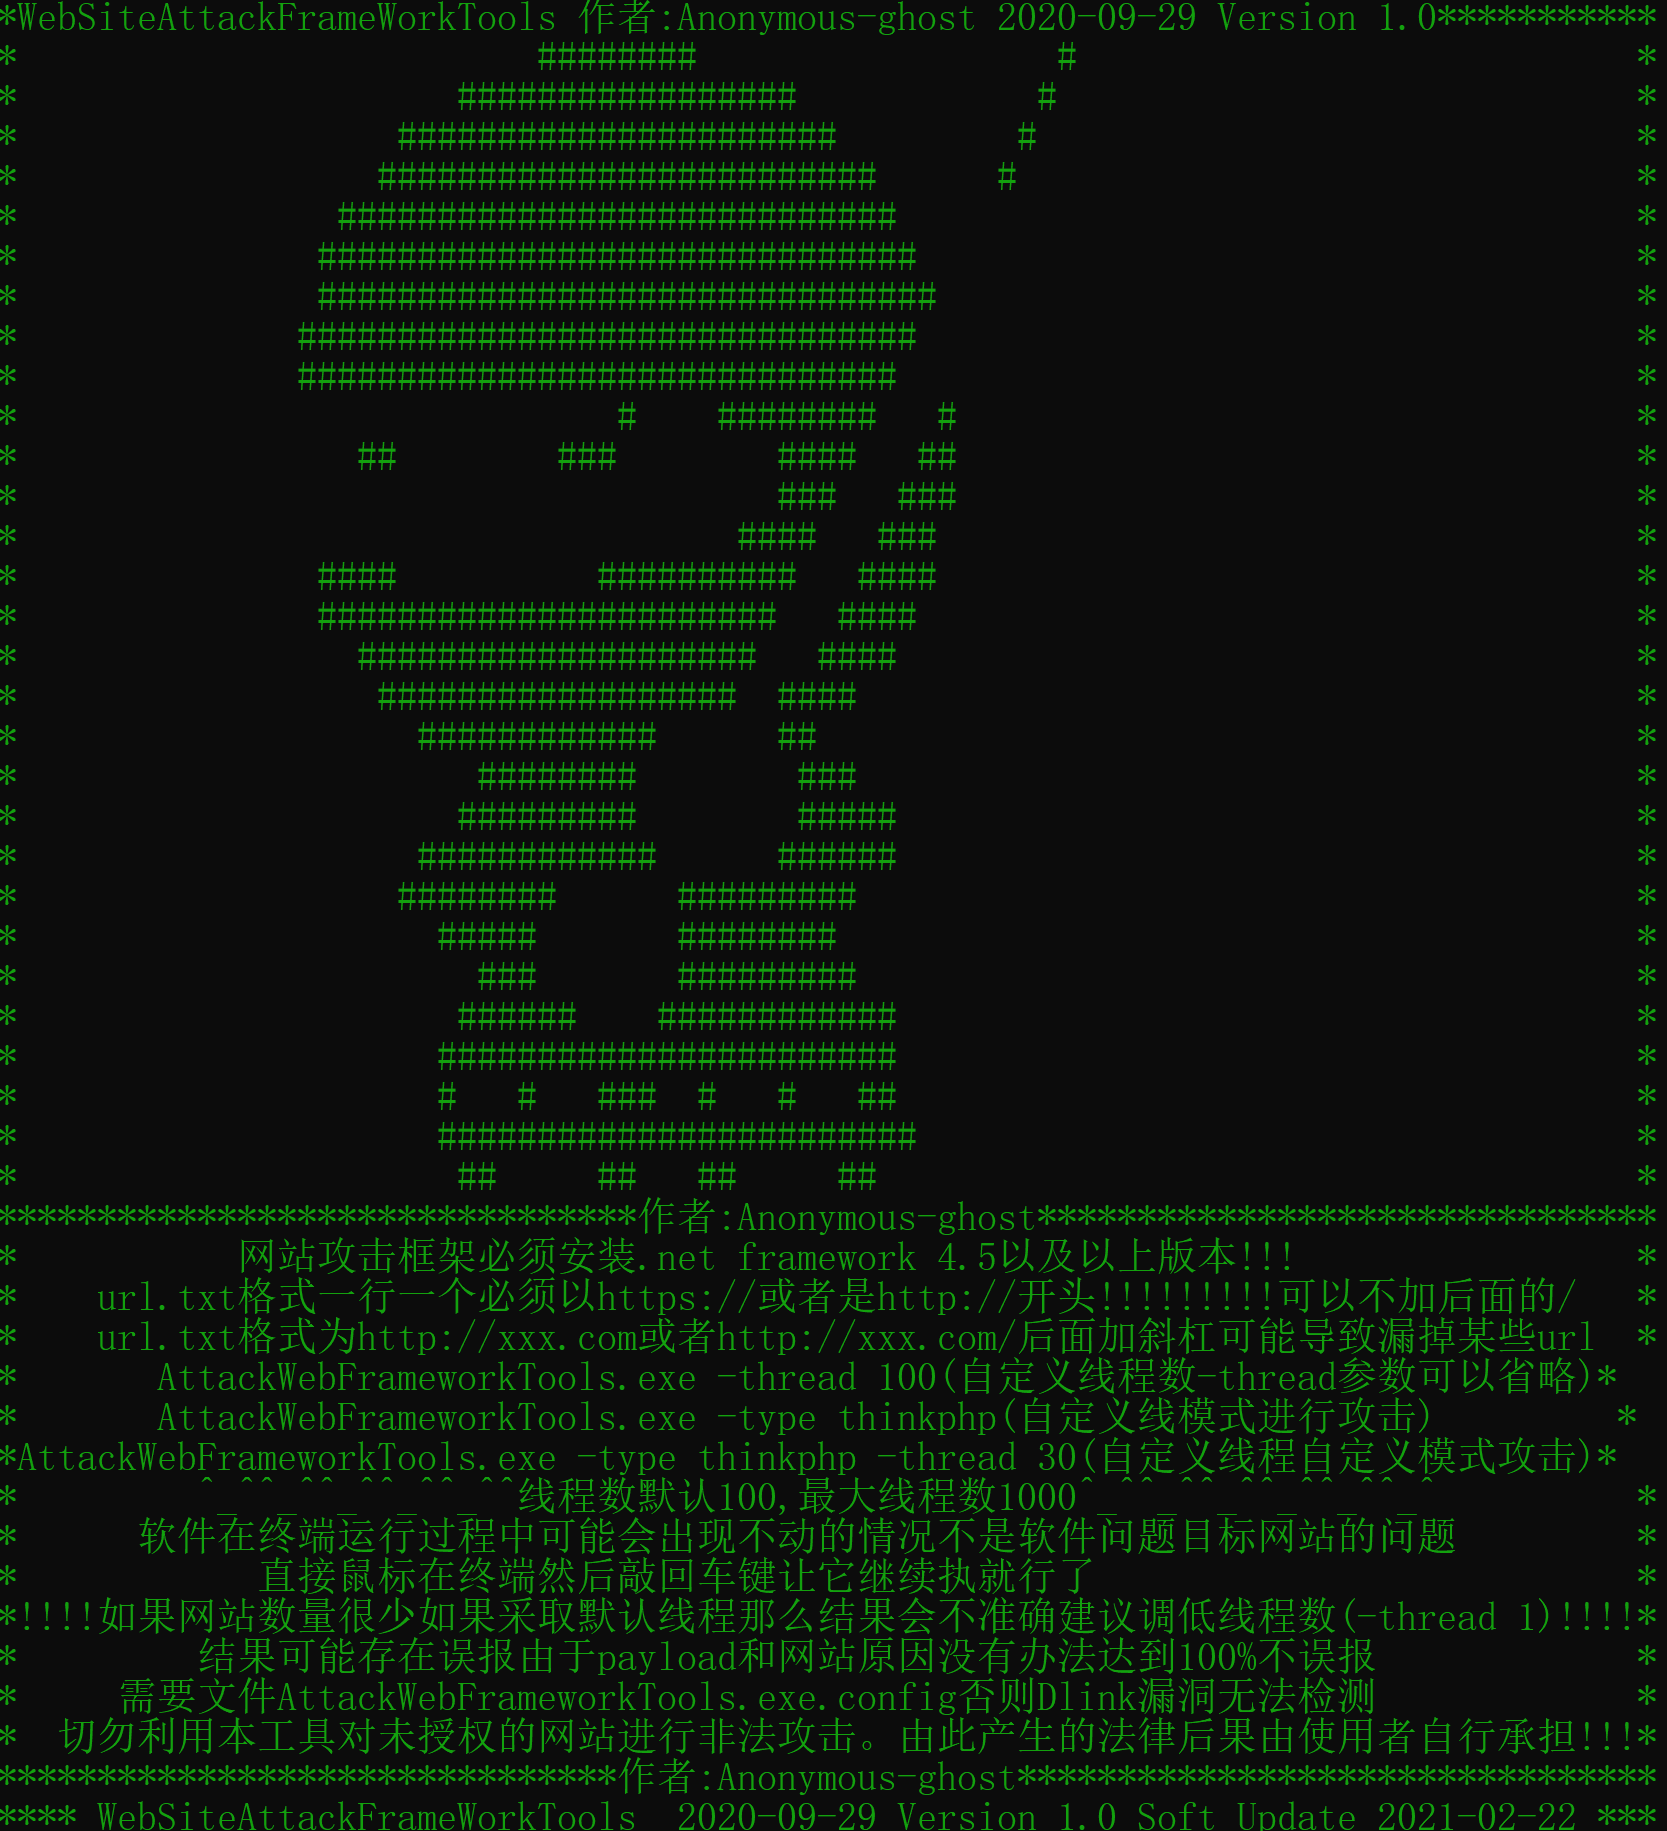 *WebSiteAttackFrameWorkTools 作者:Anonymous-ghost 2020-09-29 Version 1.0***********
*******************************作者:Anonymous-ghost*******************************
* 网站攻击框架必须安装.net framework 4.5以及以上版本!!! *
* url.txt格式一行一个必须以https://或者是http://开头!!!!!!!!!可以不加后面的/ *
* url.txt格式为http://xxx.com或者http://xxx.com/后面加斜杠可能导致漏掉某些url *
* AttackWebFrameworkTools.exe -thread 100(自定义线程数-thread参数可以省略)*
* AttackWebFrameworkTools.exe -type thinkphp(自定义线模式进行攻击) *
*AttackWebFrameworkTools.exe -type thinkphp -thread 30(自定义线程自定义模式攻击)*
* ^_^^_^^_^^_^^_^^线程数默认100,最大线程数1000^_^^_^^_^^_^^_^^_^ *
* 软件在终端运行过程中可能会出现不动的情况不是软件问题目标网站的问题 *
* 直接鼠标在终端然后敲回车键让它继续执就行了 *
*!!!!如果网站数量很少如果采取默认线程那么结果会不准确建议调低线程数(-thread 1)!!!!*
* 结果可能存在误报由于payload和网站原因没有办法达到100%不误报 *
* 需要文件AttackWebFrameworkTools.exe.config否则Dlink漏洞无法检测 *
* 切勿利用本工具对未授权的网站进行非法攻击。由此产生的法律后果由使用者自行承担!!!*
*******************************作者:Anonymous-ghost********************************
**** WebSiteAttackFrameWorkTools 2020-09-29 Version 1.0 Soft Update 2021-02-22 ***